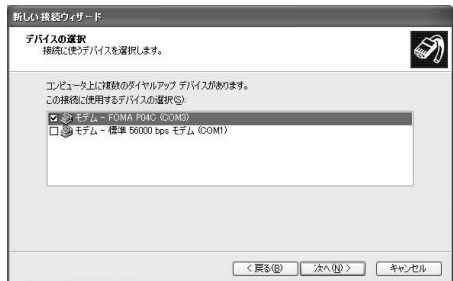 新しい接続ウィザード
デバイスの選択
接続に使うデバイスを選択します。
コンピュータ上に複数のダイヤルアップ デバイスがあります。
この接続に使用するデバイスの選択(S):
モデム - FOMA P04C (COM3)
モデム - 標準 56000 bps モデム (COM1)
< 戻る(B)
次へ(N) >
キャンセル